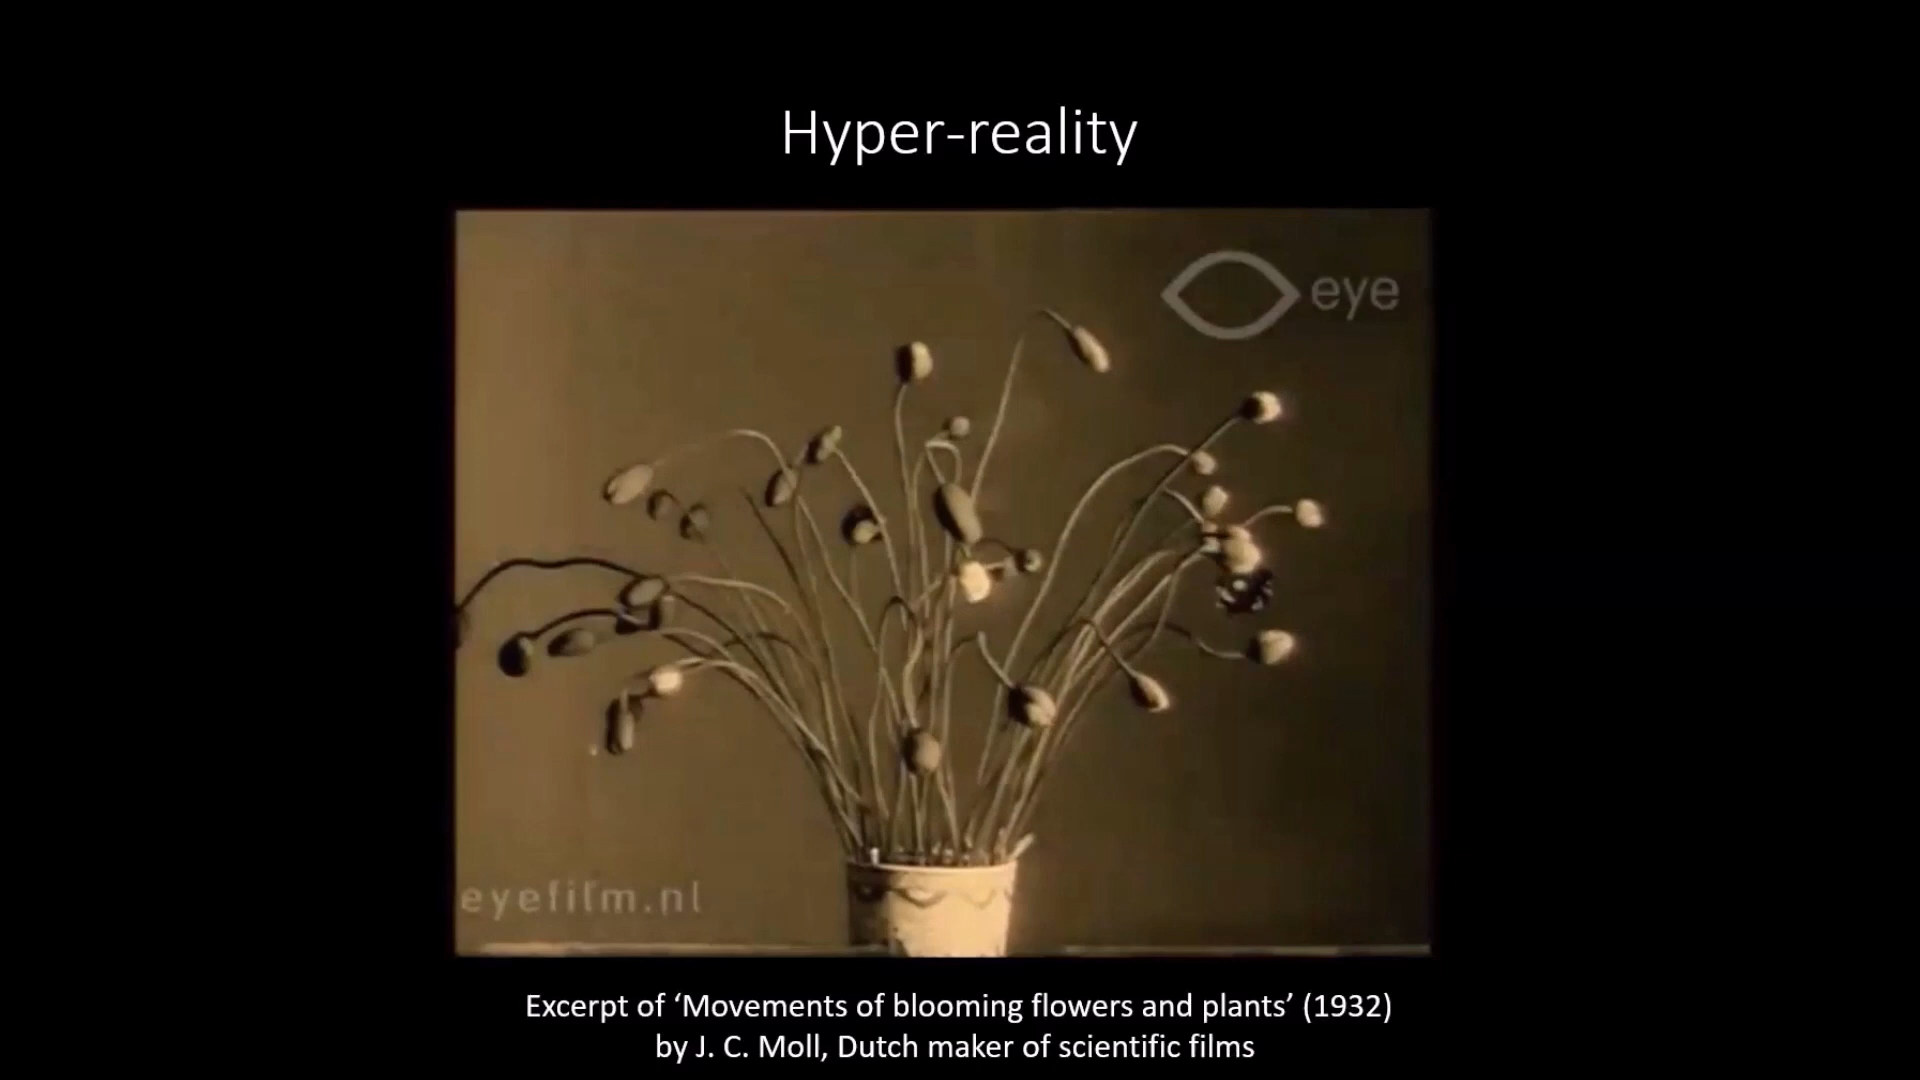 Hyper-reality
eye
eyefilm.nl
Excerpt of ‘Movements of blooming flowers and plants’ (1932)
by J. C. Moll, Dutch maker of scientific films